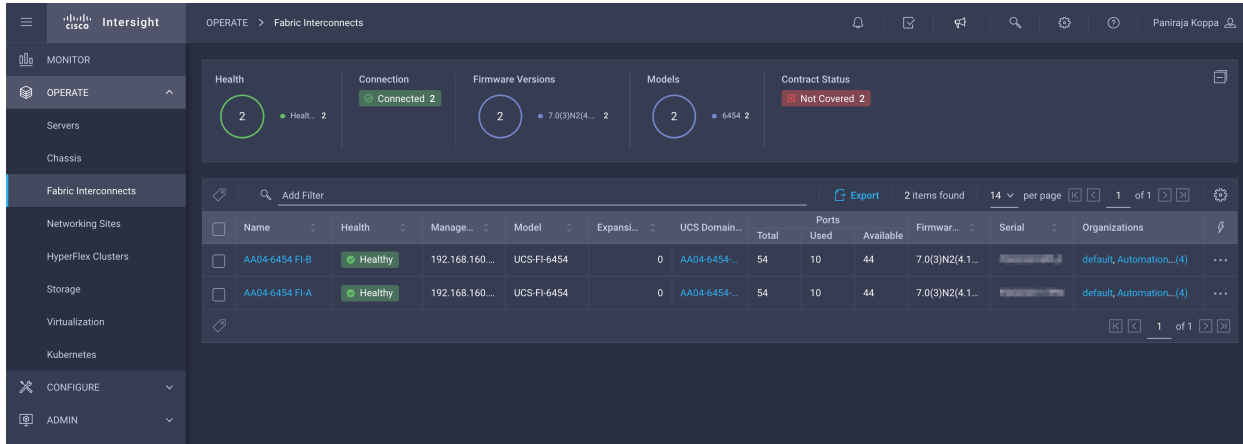 cisco Intersight
OPERATE > Fabric Interconnects
Paniraja Koppa
MONITOR
OPERATE
Servers
Chassis
Fabric Interconnects
Networking Sites
HyperFlex Clusters
Storage
Virtualization
Kubernetes
CONFIGURE
ADMIN
Health
2
Healt... 2
Connection
Connected 2
Firmware Versions
2
7.0(3)N2(4.... 2
Models
2
6454 2
Contract Status
Not Covered 2
Add Filter
Export
2 items found
14 per page
1 of 1
Name Health Manage... Model Expansi... UCS Domain... Ports Firmwar... Serial Organizations
Total Used Available
AA04-6454 FI-B Healthy 192.168.160.... UCS-FI-6454 0 AA04-6454-... 54 10 44 7.0(3)N2(4.1... default, Automation...(4)
AA04-6454 FI-A Healthy 192.168.160.... UCS-FI-6454 0 AA04-6454-... 54 10 44 7.0(3)N2(4.1... default, Automation...(4)
1 of 1